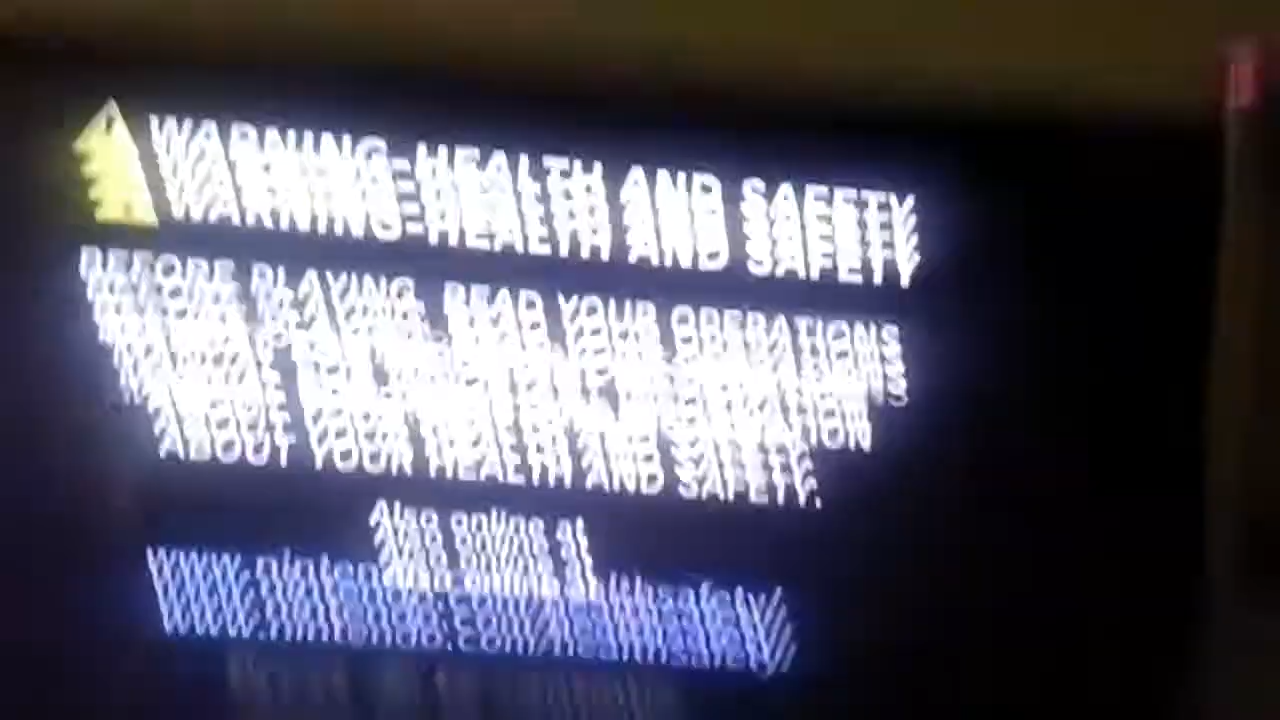 WARNING-HEALTH AND SAFETY
BEFORE PLAYING, READ YOUR OPERATIONS
ABOUT YOUR HEALTH AND SAFETY.
Also online at
www.nintendo.com/healthsafety/